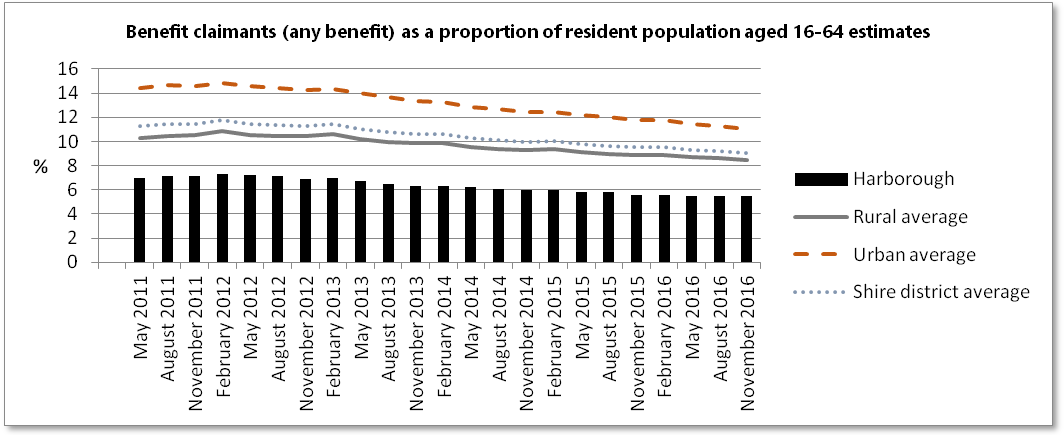 Benefit claimants (any benefit) as a proportion of resident population aged 16-64 estimates
16
14
12
10
8
6
4
2
0
%
May 2011
August 2011
November 2011
February 2012
May 2012
August 2012
November 2012
February 2013
May 2013
August 2013
November 2013
February 2014
May 2014
August 2014
November 2014
February 2015
May 2015
August 2015
November 2015
February 2016
May 2016
August 2016
November 2016
Harborough
Rural average
Urban average
Shire district average